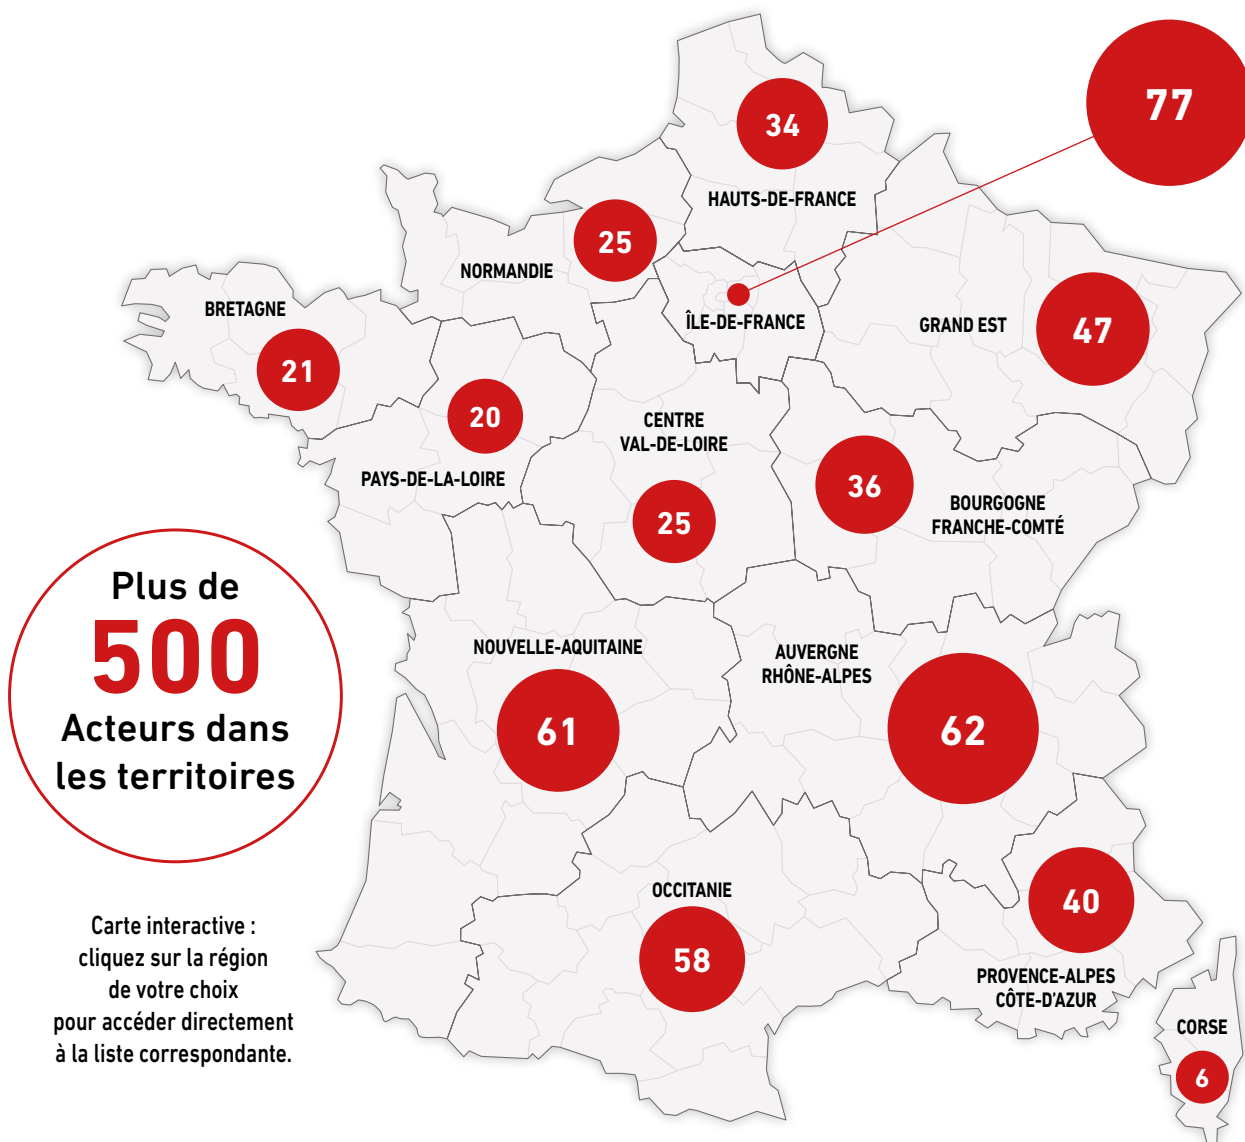 77
34
HAUTS-DE-FRANCE
25
NORMANDIE
BRETAGNE
21
ÎLE-DE-FRANCE
GRAND EST
47
20
PAYS-DE-LA-LOIRE
CENTRE
VAL-DE-LOIRE
25
36
BOURGOGNE
FRANCHE-COMTÉ
Plus de
500
Acteurs dans
les territoires
NOUVELLE-AQUITAINE
61
AUVERGNE
RHÔNE-ALPES
62
OCCITANIE
58
40
PROVENCE-ALPES
CÔTE-D'AZUR
CORSE
6
Carte interactive :
cliquez sur la région
de votre choix
pour accéder directement
à la liste correspondante.